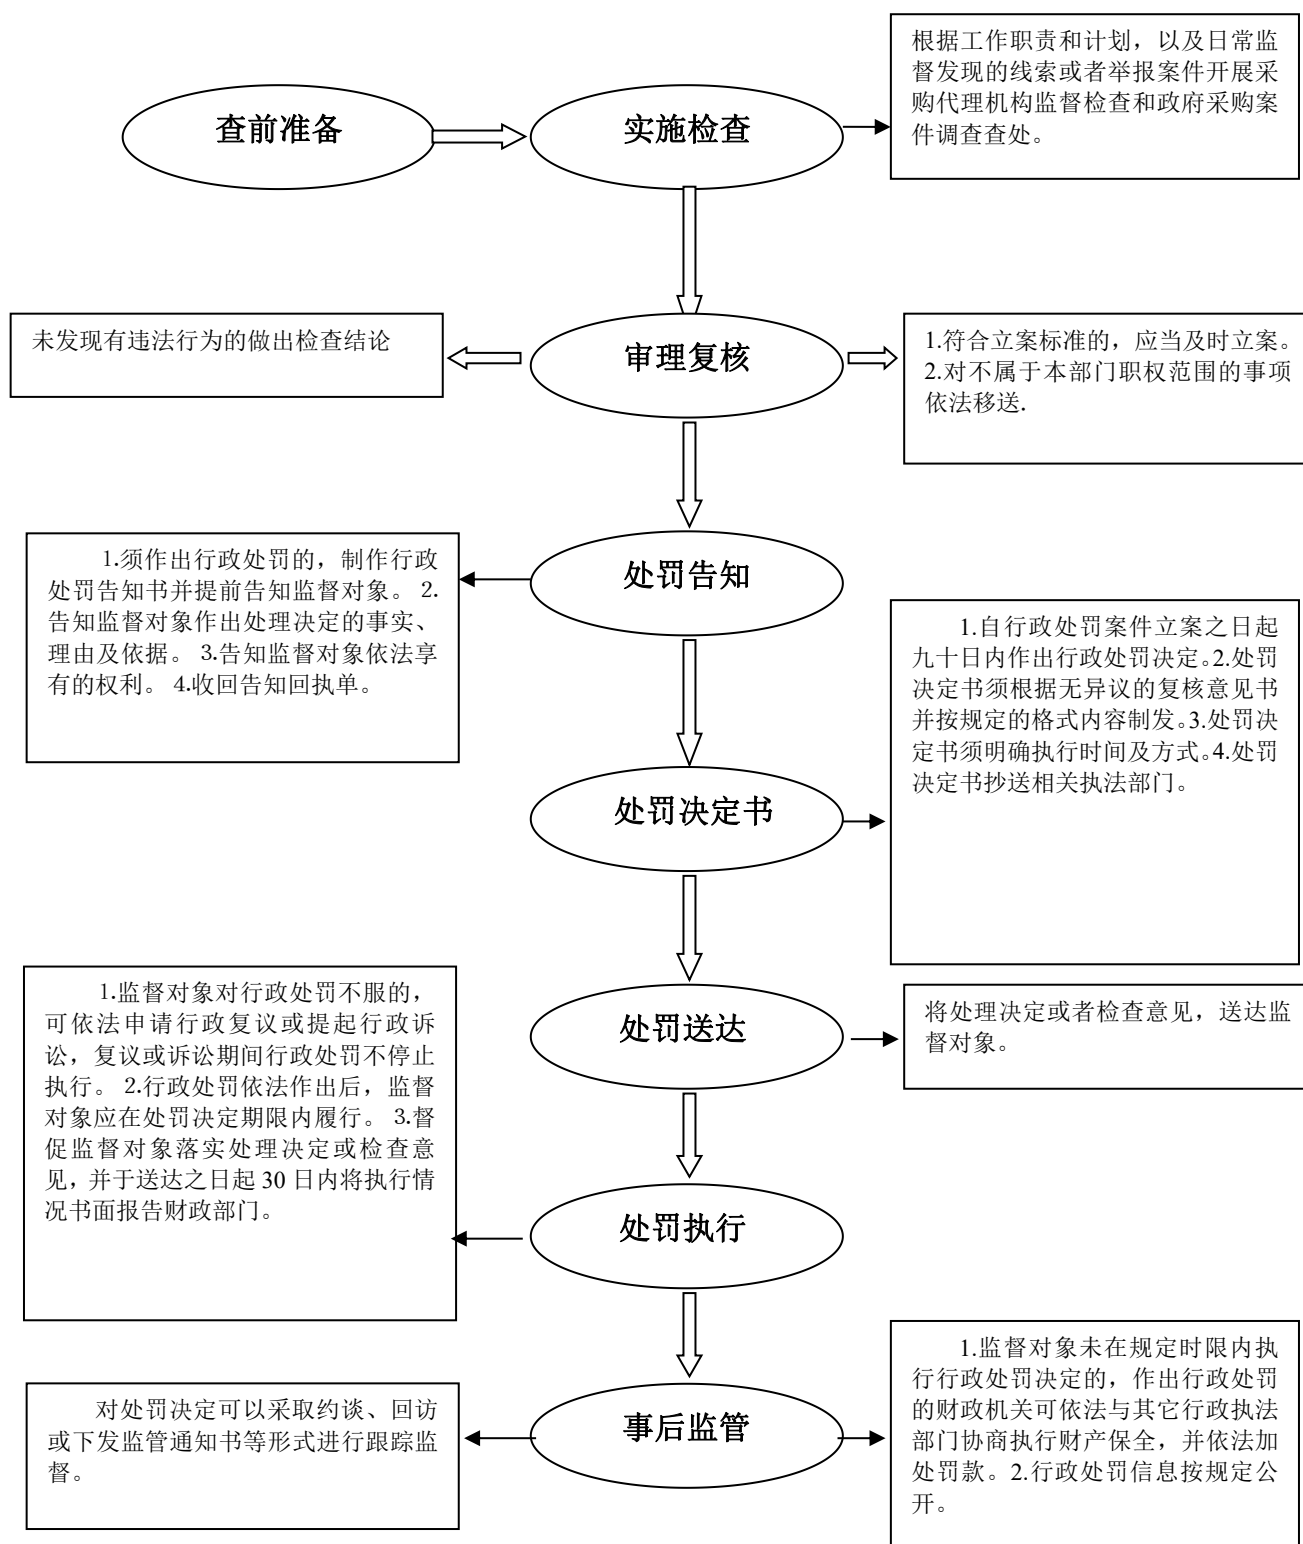 查前准备
实施检查
根据工作职责和计划，以及日常监
督发现的线索或者举报案件开展采
购代理机构监督检查和政府采购案
件调查查处。
未发现有违法行为的做出检查结论
审理复核
1.符合立案标准的，应当及时立案。
2.对不属于本部门职权范围的事项
依法移送.
1.须作出行政处罚的，制作行政
处罚告知书并提前告知监督对象。 2.
告知监督对象作出处理决定的事实、
理由及依据。 3.告知监督对象依法享
有的权利。 4.收回告知回执单。
处罚告知
1.自行政处罚案件立案之日起
九十日内作出行政处罚决定。2.处罚
决定书须根据无异议的复核意见书
并按规定的格式内容制发。3.处罚决
定书须明确执行时间及方式。4.处罚
决定书抄送相关执法部门。
处罚决定书
处罚送达
将处理决定或者检查意见，送达监
督对象。
1.监督对象对行政处罚不服的，
可依法申请行政复议或提起行政诉
讼，复议或诉讼期间行政处罚不停止
执行。 2.行政处罚依法作出后，监督
对象应在处罚决定期限内履行。 3.督
促监督对象落实处理决定或检查意
见，并于送达之日起 30 日内将执行情
况书面报告财政部门。
处罚执行
对处罚决定可以采取约谈、回访
或下发监管通知书等形式进行跟踪监
督。
事后监管
1.监督对象未在规定时限内执
行行政处罚决定的，作出行政处罚
的财政机关可依法与其它行政执法
部门协商执行财产保全，并依法加
处罚款。2.行政处罚信息按规定公
开。